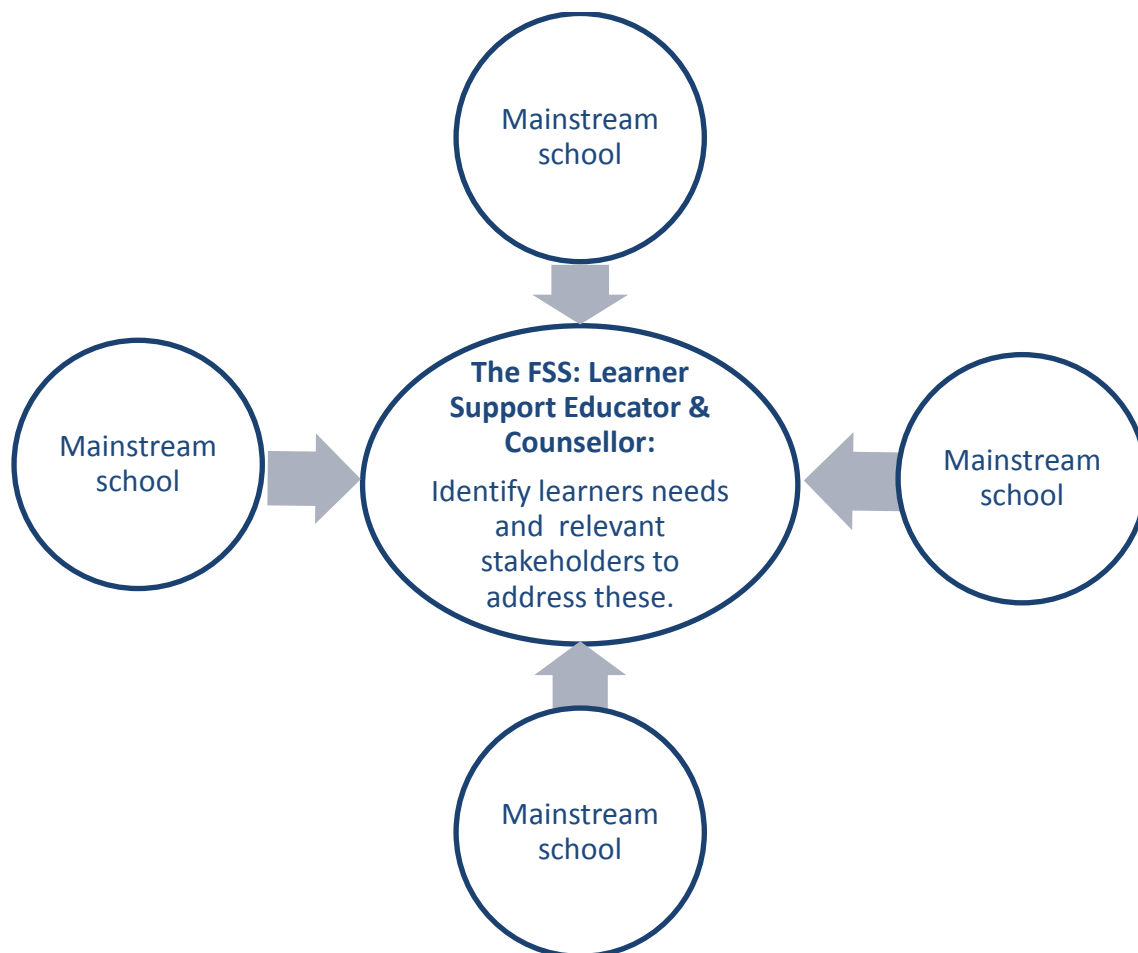 Mainstream
school
Mainstream
school
The FSS: Learner
Support Educator &
Counsellor:
Identify learners needs
and relevant
stakeholders to
address these.
Mainstream
school
Mainstream
school